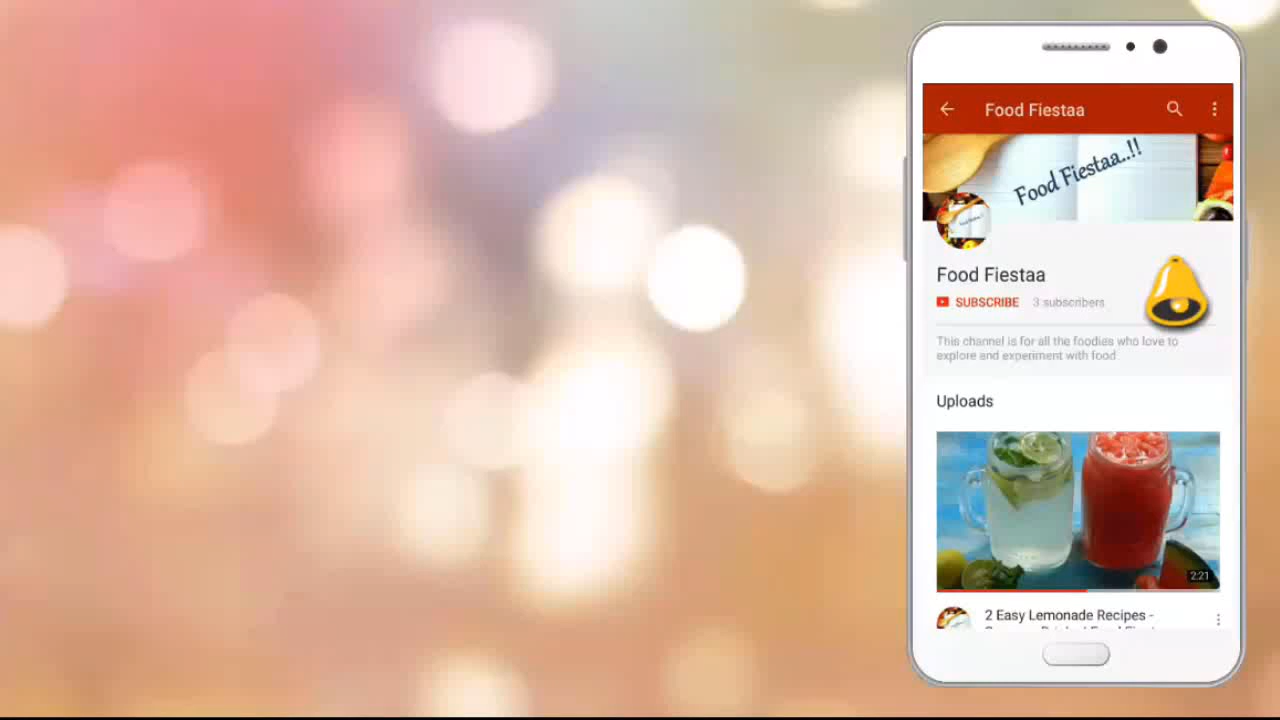 Food Fiestaa
Food Fiestaa..!!
Food Fiestaa
SUBSCRIBE 3 subscribers
This channel is for all the foodies who love to
explore and experiment with food
Uploads
2:21
2 Easy Lemonade Recipes -